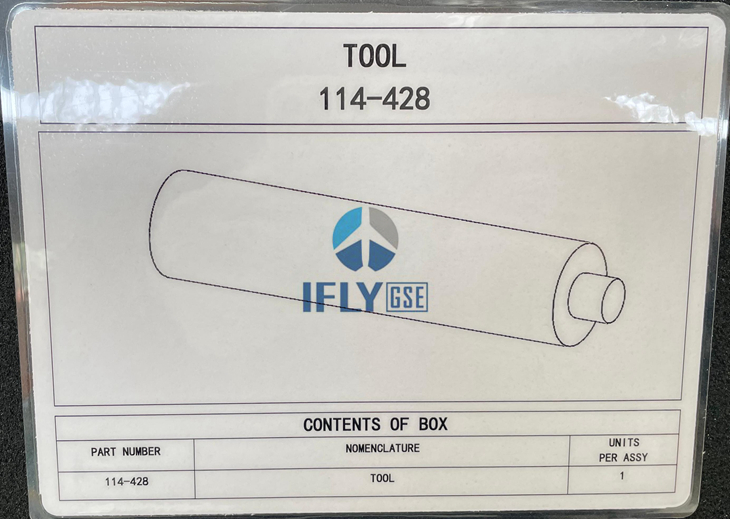 TOOL
114-428
IFLY GSE
CONTENTS OF BOX
PART NUMBER NOMENCLATURE UNITS PER ASSY
114-428 TOOL 1